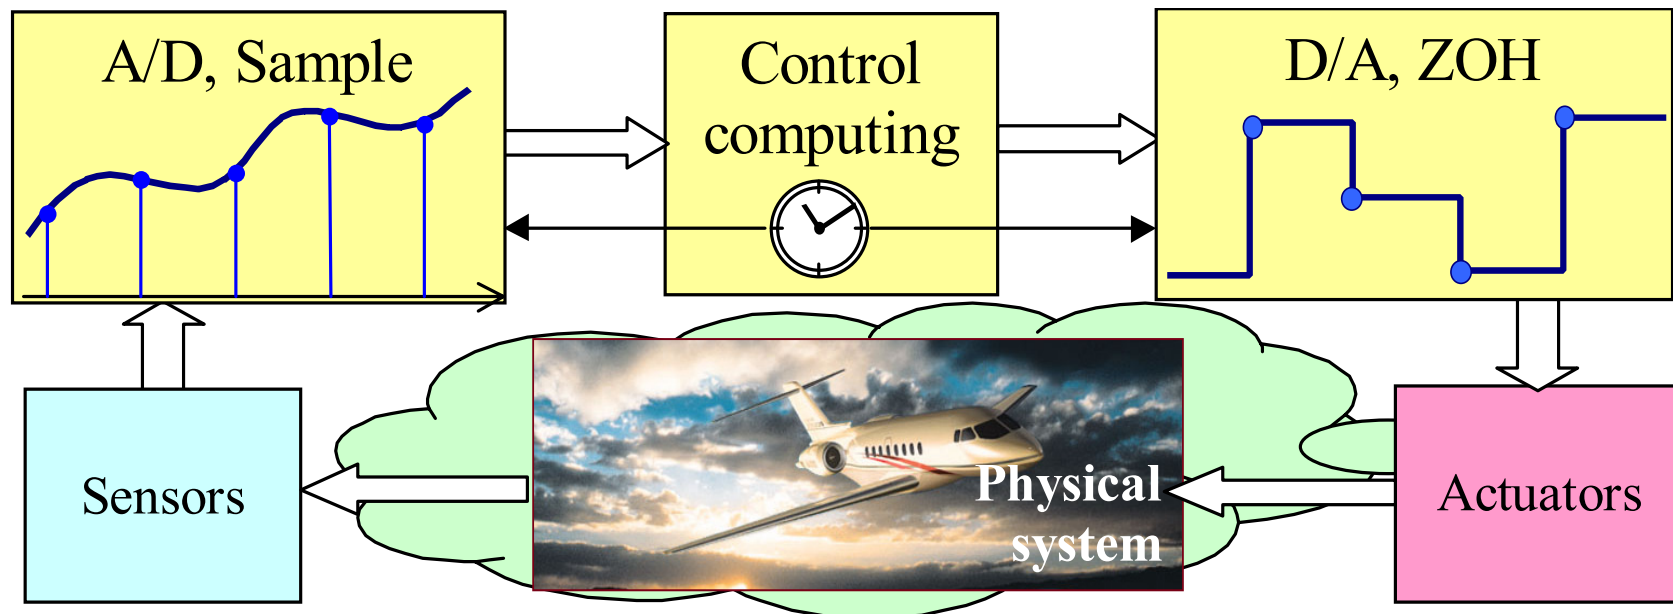 A/D, Sample
Control
computing
D/A, ZOH
Sensors
Physical
system
Actuators